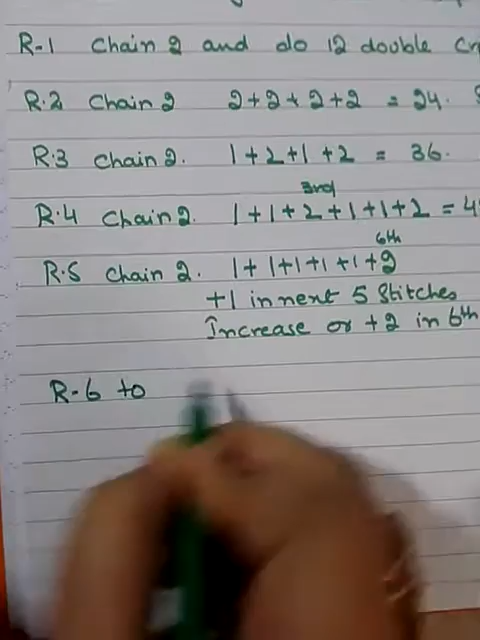 R-1 Chain 2 and do 12 double
R.2 Chain 2 2+2+2+2 = 24.
R.3 Chain 2. 1+2+1+2 = 36.
3rd
R.4 Chain 2. 1+1+2+1+1+2 =
6th
R.5 Chain 2. 1+1+1+1+1+2
+1 in next 5 Stitches
Increase or +2 in 6th
R-6 to